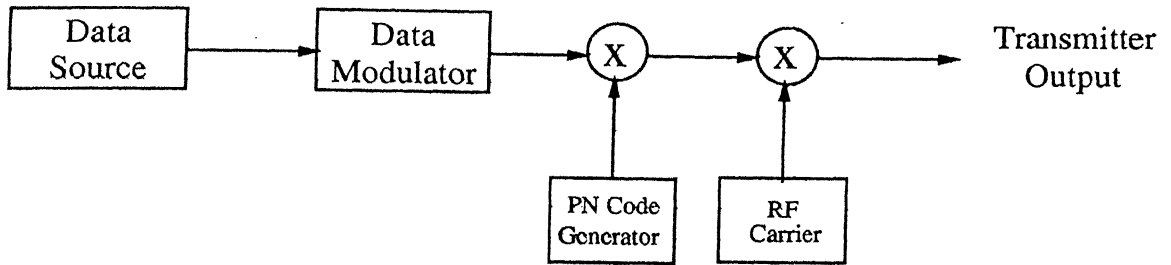 Data
Source
Data
Modulator
X
X
Transmitter
Output
PN Code
Generator
RF
Carrier